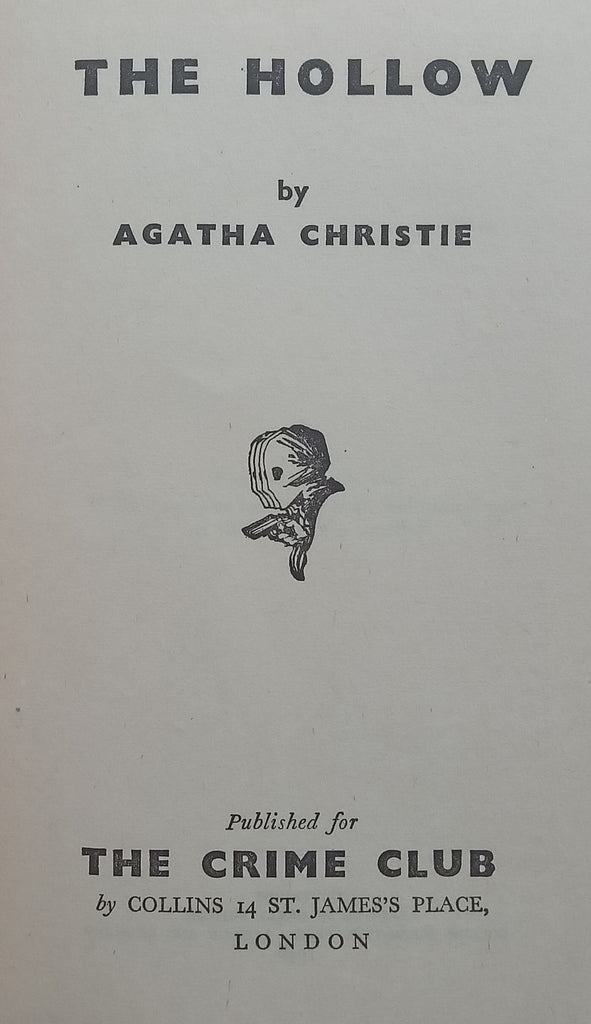 THE HOLLOW
by
AGATHA CHRISTIE
Published for
THE CRIME CLUB
by COLLINS 14 ST. JAMES'S PLACE,
LONDON